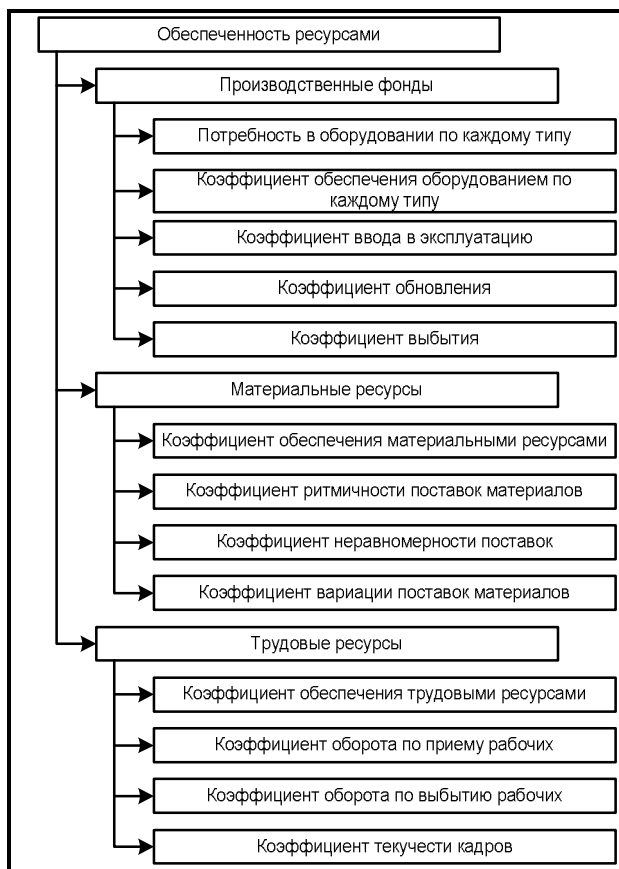 Обеспеченность ресурсами
Производственные фонды
Потребность в оборудовании по каждому типу
Коэффициент обеспечения оборудованием по
каждому типу
Коэффициент ввода в эксплуатацию
Коэффициент обновления
Коэффициент выбытия
Материальные ресурсы
Коэффициент обеспечения материальными ресурсами
Коэффициент ритмичности поставок материалов
Коэффициент неравномерности поставок
Коэффициент вариации поставок материалов
Трудовые ресурсы
Коэффициент обеспечения трудовыми ресурсами
Коэффициент оборота по приему рабочих
Коэффициент оборота по выбытию рабочих
Коэффициент текучести кадров